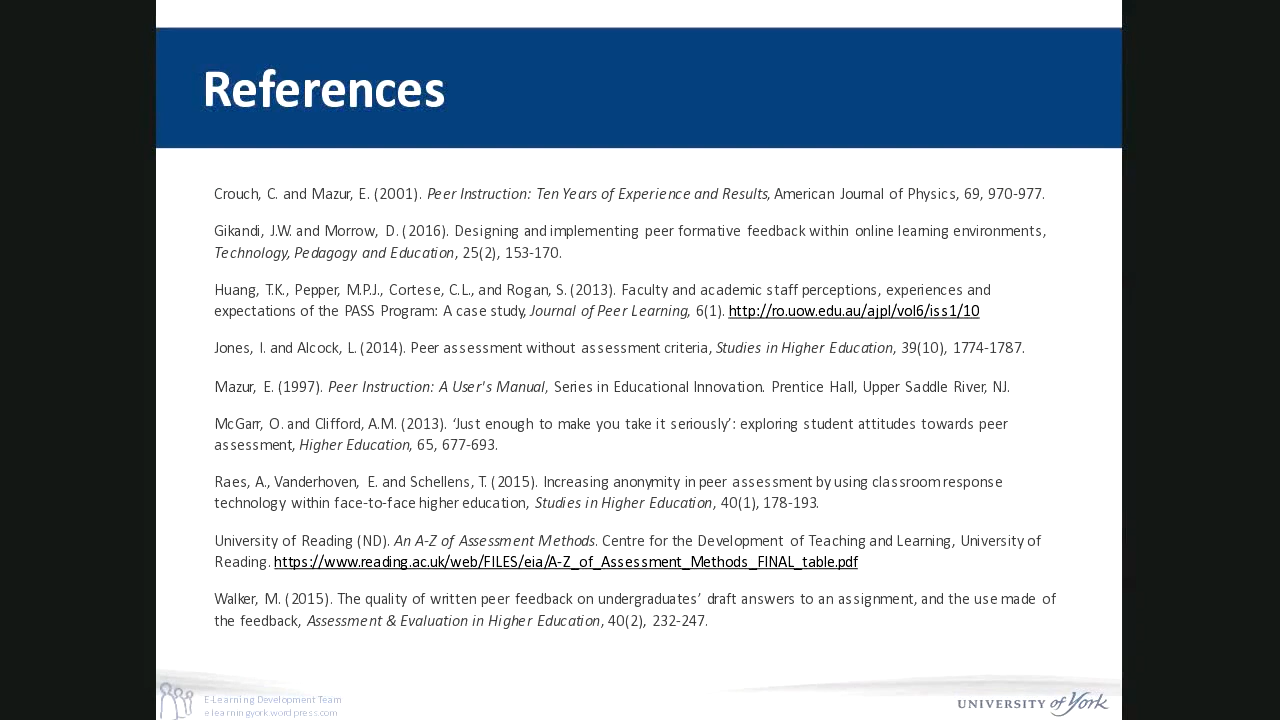 References
Crouch, C. and Mazur, E. (2001). Peer Instruction: Ten Years of Experience and Results, American Journal of Physics, 69, 970-977.
Gikandi, J.W. and Morrow, D. (2016). Designing and implementing peer formative feedback within online learning environments,
Technology, Pedagogy and Education, 25(2), 153-170.
Huang, T.K., Pepper, M.P.J., Cortese, C.L., and Rogan, S. (2013). Faculty and academic staff perceptions, experiences and
expectations of the PASS Program: A case study, Journal of Peer Learning, 6(1). http://ro.uow.edu.au/ajpl/vol6/iss1/10
Jones, I. and Alcock, L. (2014). Peer assessment without assessment criteria, Studies in Higher Education, 39(10), 1774-1787.
Mazur, E. (1997). Peer Instruction: A User's Manual, Series in Educational Innovation. Prentice Hall, Upper Saddle River, NJ.
McGarr, O. and Clifford, A.M. (2013). ‘Just enough to make you take it seriously’: exploring student attitudes towards peer
assessment, Higher Education, 65, 677-693.
Raes, A., Vanderhoven, E. and Schellens, T. (2015). Increasing anonymity in peer assessment by using classroom response
technology within face-to-face higher education, Studies in Higher Education, 40(1), 178-193.
University of Reading (ND). An A-Z of Assessment Methods. Centre for the Development of Teaching and Learning, University of
Reading. https://www.reading.ac.uk/web/FILES/eia/A-Z_of_Assessment_Methods_FINAL_table.pdf
Walker, M. (2015). The quality of written peer feedback on undergraduates’ draft answers to an assignment, and the use made of
the feedback, Assessment & Evaluation in Higher Education, 40(2), 232-247.
E-Learning Development Team
elearningyork.wordpress.com
UNIVERSITY of York